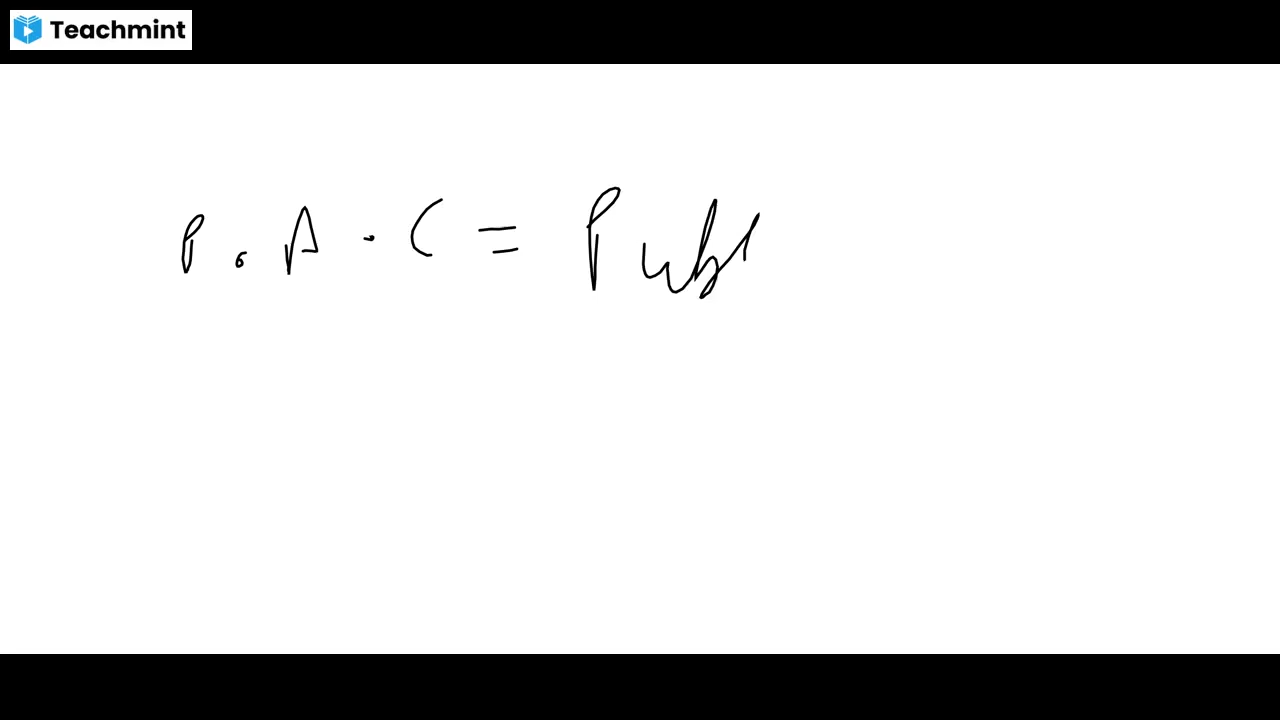 Teachmint
P. A. C = Publ